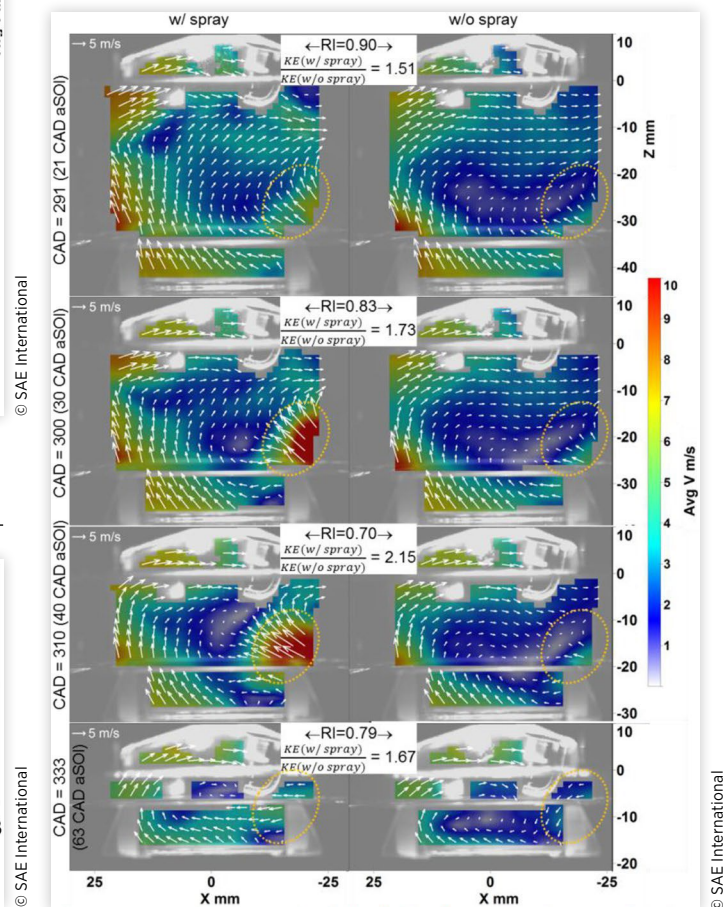 w/ spray
w/o spray
CAD = 291 (21 CAD aSOI)
→ 5 m/s
←RI=0.90→
KE(w/ spray)
KE(w/o spray)
= 1.51
10
0
-10
20
-30
-40
Z mm
CAD = 300 (30 CAD aSOI)
→ 5 m/s
←RI=0.83→
KE(w/ spray)
KE(w/o spray)
= 1.73
10
0
-10
-20
-30
CAD = 310 (40 CAD aSOI)
→ 5 m/s
←RI=0.70→
KE(w/ spray)
KE(w/o spray)
= 2.15
10
0
-10
-20
-30
CAD = 333
(63 CAD aSOI)
→ 5 m/s
←RI=0.79→
KE(w/ spray)
KE(w/o spray)
= 1.67
10
0
-10
-20
25
0
-25
X mm
25
0
-25
X mm
10
9
8
7
6
5
4
3
2
1
Avg V m/s
© SAE International
© SAE International
© SAE International